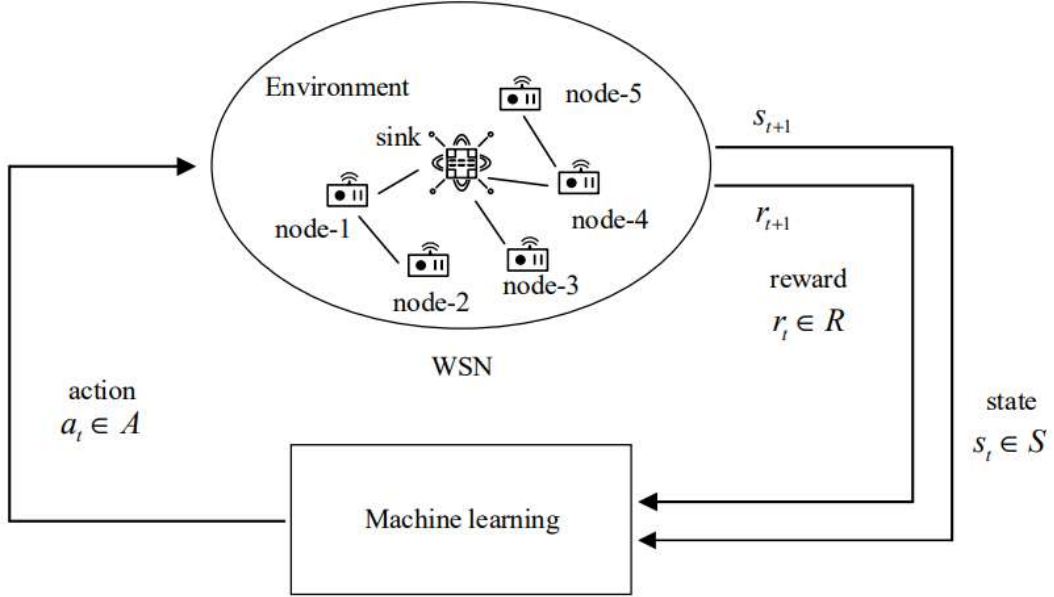 Environment
node-5
sink
node-1
node-4
node-2
node-3
WSN
s_{t+1}
r_{t+1}
reward
r_t ∈ R
action
a_t ∈ A
state
s_t ∈ S
Machine learning